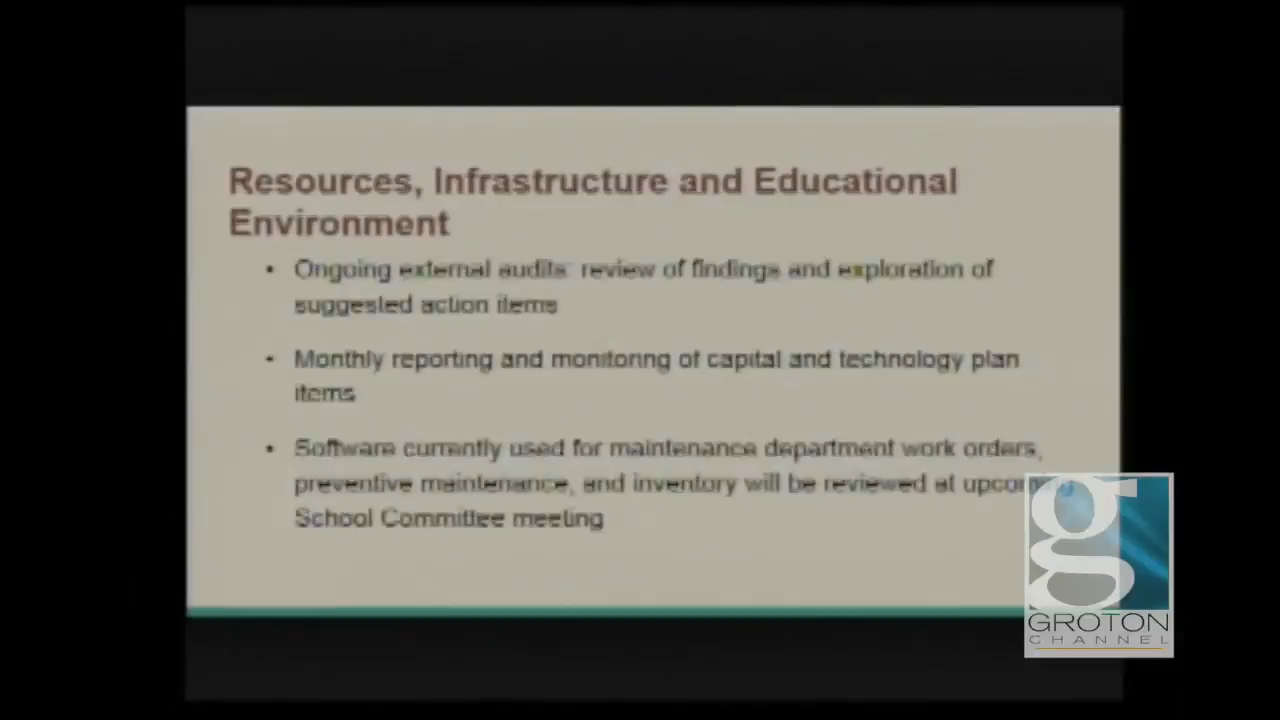 Resources, Infrastructure and Educational
Environment
• Ongoing external audits: review of findings and exploration of
suggested action items
• Monthly reporting and monitoring of capital and technology plan
items
• Software currently used for maintenance department work orders,
preventive maintenance, and inventory will be reviewed at
School Committee meeting
g
GROTON
CHANNEL